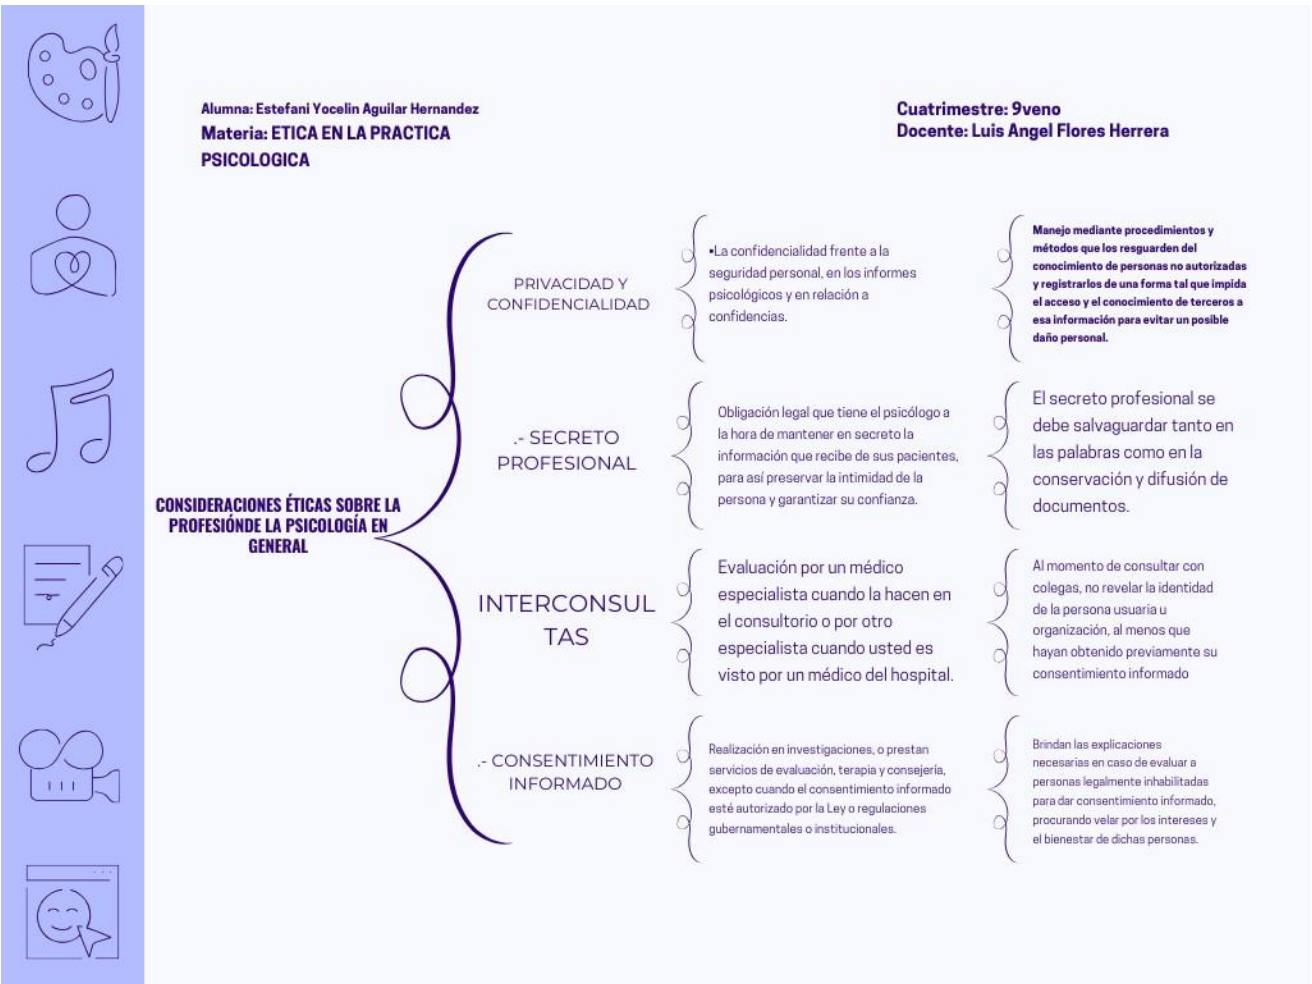 Alumna: Estefani Yocelin Aguilar Hernandez
Materia: ETICA EN LA PRACTICA
PSICOLOGICA
Cuatrimestre: 9veno
Docente: Luis Angel Flores Herrera
CONSIDERACIONES ÉTICAS SOBRE LA
PROFESIÓNDE LA PSICOLOGÍA EN
GENERAL
PRIVACIDAD Y
CONFIDENCIALIDAD
▪La confidencialidad frente a la
seguridad personal, en los informes
psicológicos y en relación a
confidencias.
Manejo mediante procedimientos y
métodos que los resguarden del
conocimiento de personas no autorizadas
y registrarlos de una forma tal que impida
el acceso y el conocimiento de terceros a
esa información para evitar un posible
daño personal.
.- SECRETO
PROFESIONAL
Obligación legal que tiene el psicólogo a
la hora de mantener en secreto la
información que recibe de sus pacientes,
para así preservar la intimidad de la
persona y garantizar su confianza.
El secreto profesional se
debe salvaguardar tanto en
las palabras como en la
conservación y difusión de
documentos.
INTERCONSUL
TAS
Evaluación por un médico
especialista cuando la hacen en
el consultorio o por otro
especialista cuando usted es
visto por un médico del hospital.
Al momento de consultar con
colegas, no revelar la identidad
de la persona usuaria u
organización, al menos que
hayan obtenido previamente su
consentimiento informado
.- CONSENTIMIENTO
INFORMADO
Realización en investigaciones, o prestan
servicios de evaluación, terapia y consejería,
excepto cuando el consentimiento informado
esté autorizado por la Ley o regulaciones
gubernamentales o institucionales.
Brindan las explicaciones
necesarias en caso de evaluar a
personas legalmente inhabilitadas
para dar consentimiento informado,
procurando velar por los intereses y
el bienestar de dichas personas.